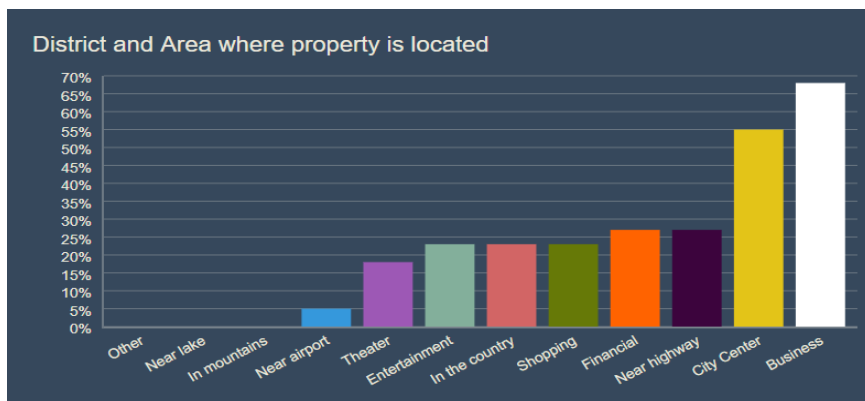 District and Area where property is located
70%
65%
60%
55%
50%
45%
40%
35%
30%
25%
20%
15%
10%
5%
0%
Other
Near lake
In mountains
Near airport
Theater
Entertainment
In the country
Shopping
Financial
Near highway
City Center
Business